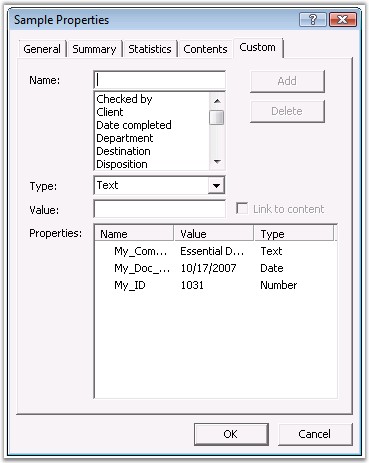 Sample Properties
General Summary Statistics Contents Custom
Name:
Add
Checked by
Client
Date completed
Department
Destination
Disposition
Delete
Type: Text
Value:
Link to content
Properties: Name Value Type
My_Com... Essential D... Text
My_Doc_... 10/17/2007 Date
My_ID 1031 Number
OK Cancel